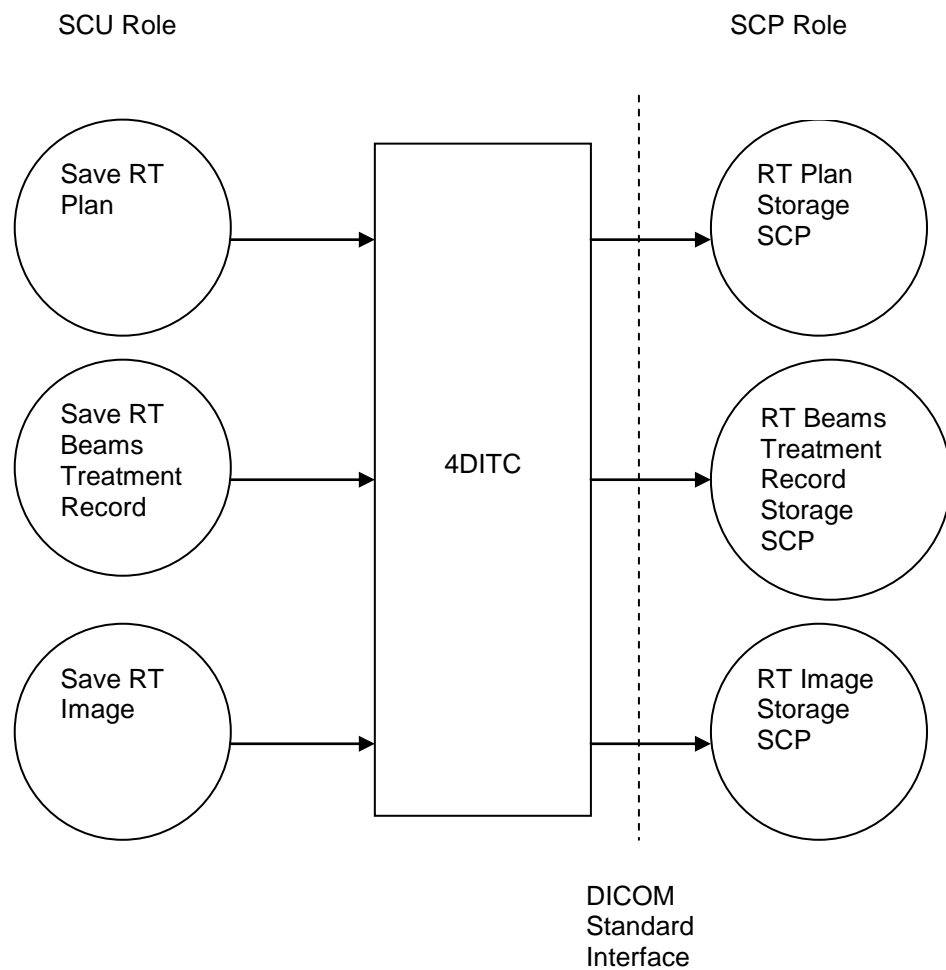 SCU Role
SCP Role
Save RT
Plan
RT Plan
Storage
SCP
Save RT
Beams
Treatment
Record
4DITC
RT Beams
Treatment
Record
Storage
SCP
Save RT
Image
RT Image
Storage
SCP
DICOM
Standard
Interface